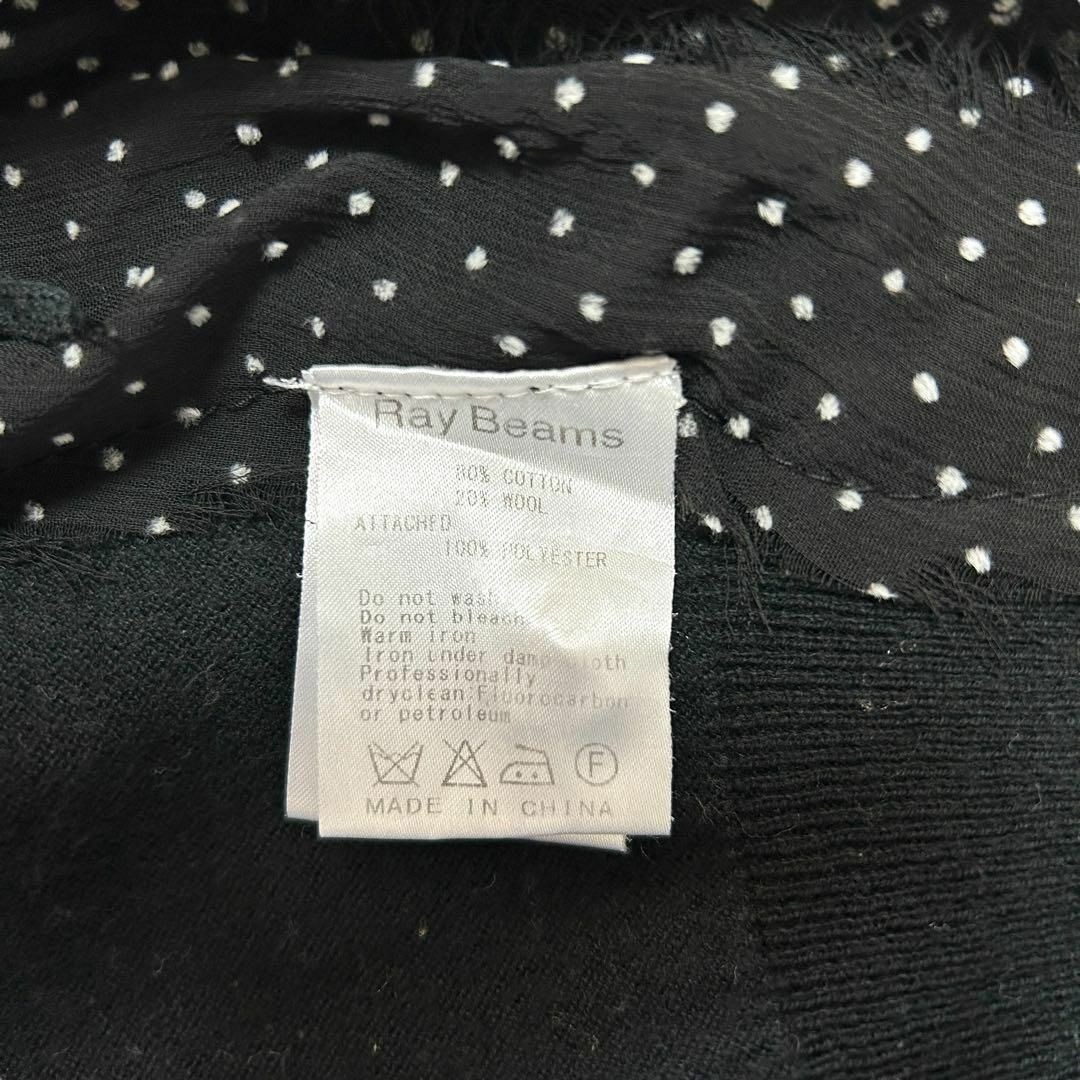 Ray Beams
80% COTTON
20% WOOL
ATTACHED
100% POLYESTER
Do not wash
Do not bleach
Warm iron
Iron under damp cloth
Professionally
dryclean Fluorocarbon
or petroleum
F
MADE IN CHINA